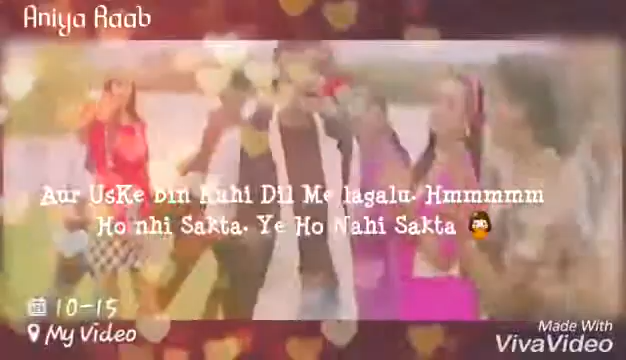 Aniya Raab
Aur UsKe bin Kahi Dil Me lagalu. Hmmmmm
Ho nhi Sakta. Ye Ho Nahi Sakta
10-15
My Video
Made With
VivaVideo